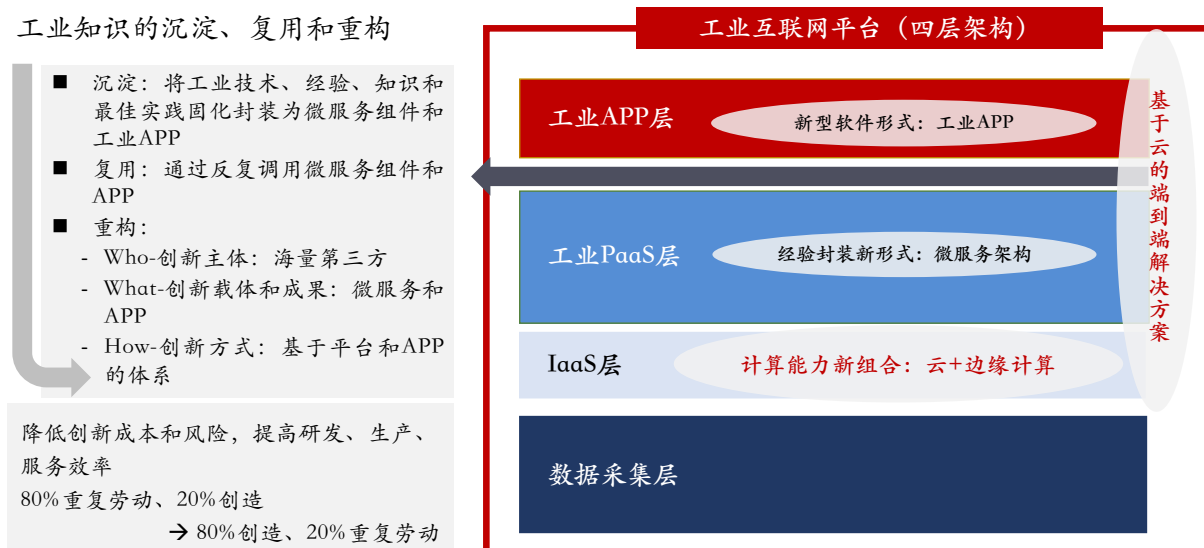 工业知识的沉淀、复用和重构
■ 沉淀：将工业技术、经验、知识和
最佳实践固化封装为微服务组件和
工业APP
■ 复用：通过反复调用微服务组件和
APP
■ 重构：
- Who-创新主体：海量第三方
- What-创新载体和成果：微服务和
APP
- How-创新方式：基于平台和APP
的体系
降低创新成本和风险，提高研发、生产、
服务效率
80%重复劳动、20%创造
→ 80%创造、20%重复劳动
工业互联网平台（四层架构）
工业APP层
新型软件形式：工业APP
工业PaaS层
经验封装新形式：微服务架构
IaaS层
计算能力新组合：云+边缘计算
数据采集层
基于云的端到端解决方案